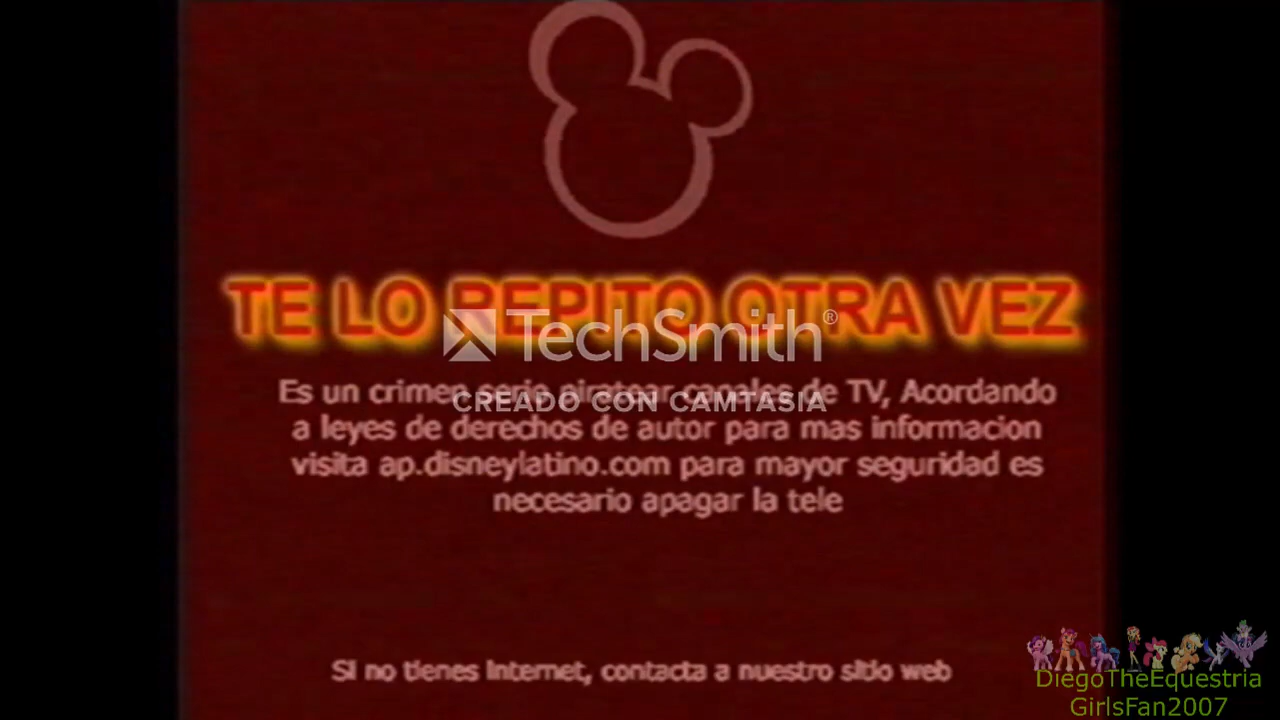 TE LO REPITO OTRA VEZ
TechSmith®
Es un crimen serio piratear canales de TV, Acordando
CREADO CON CAMTASIA
a leyes de derechos de autor para mas informacion
visita ap.disneylatino.com para mayor seguridad es
necesario apagar la tele
Si no tienes internet, contacta a nuestro sitio web
DiegoTheEquestria
GirlsFan2007